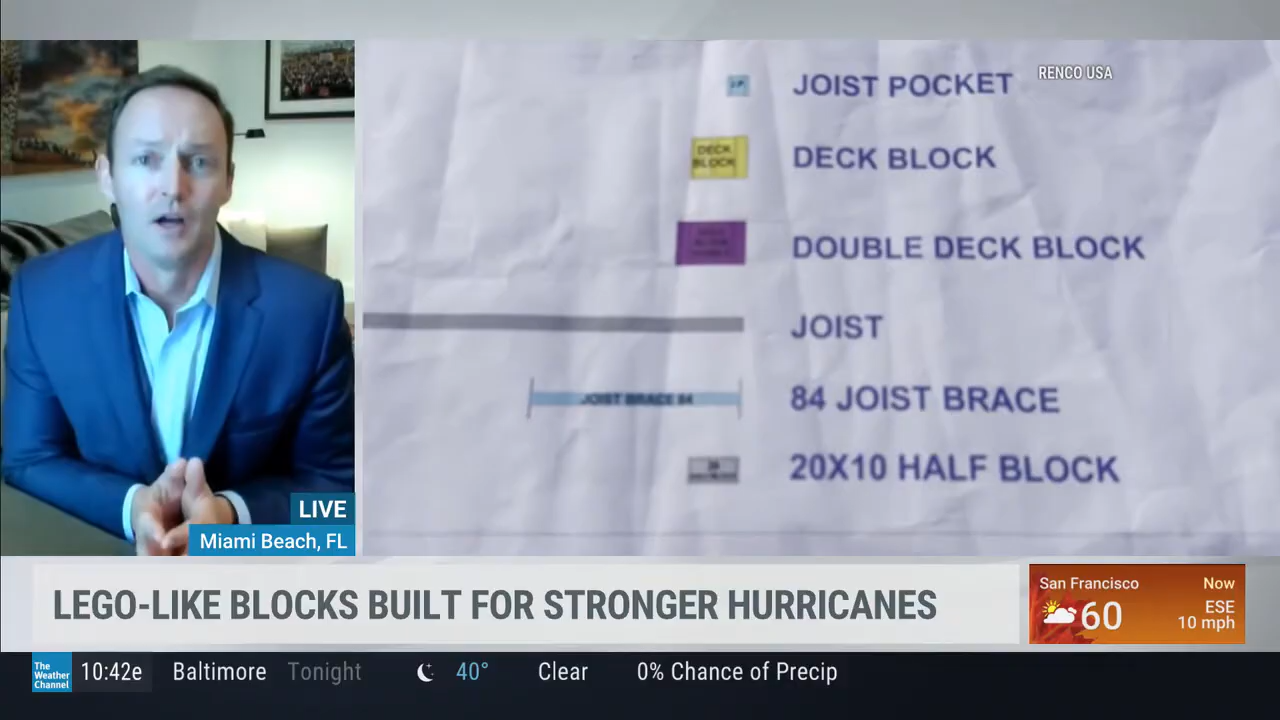 RENCO USA
JOIST POCKET
DECK BLOCK
DECK
BLOCK
DOUBLE DECK BLOCK
JOIST
JOIST BRACE 84
84 JOIST BRACE
20X10 HALF BLOCK
LIVE
Miami Beach, FL
LEGO-LIKE BLOCKS BUILT FOR STRONGER HURRICANES
San Francisco
Now
60
ESE
10 mph
The
Weather
Channel
10:42e Baltimore Tonight 40° Clear 0% Chance of Precip